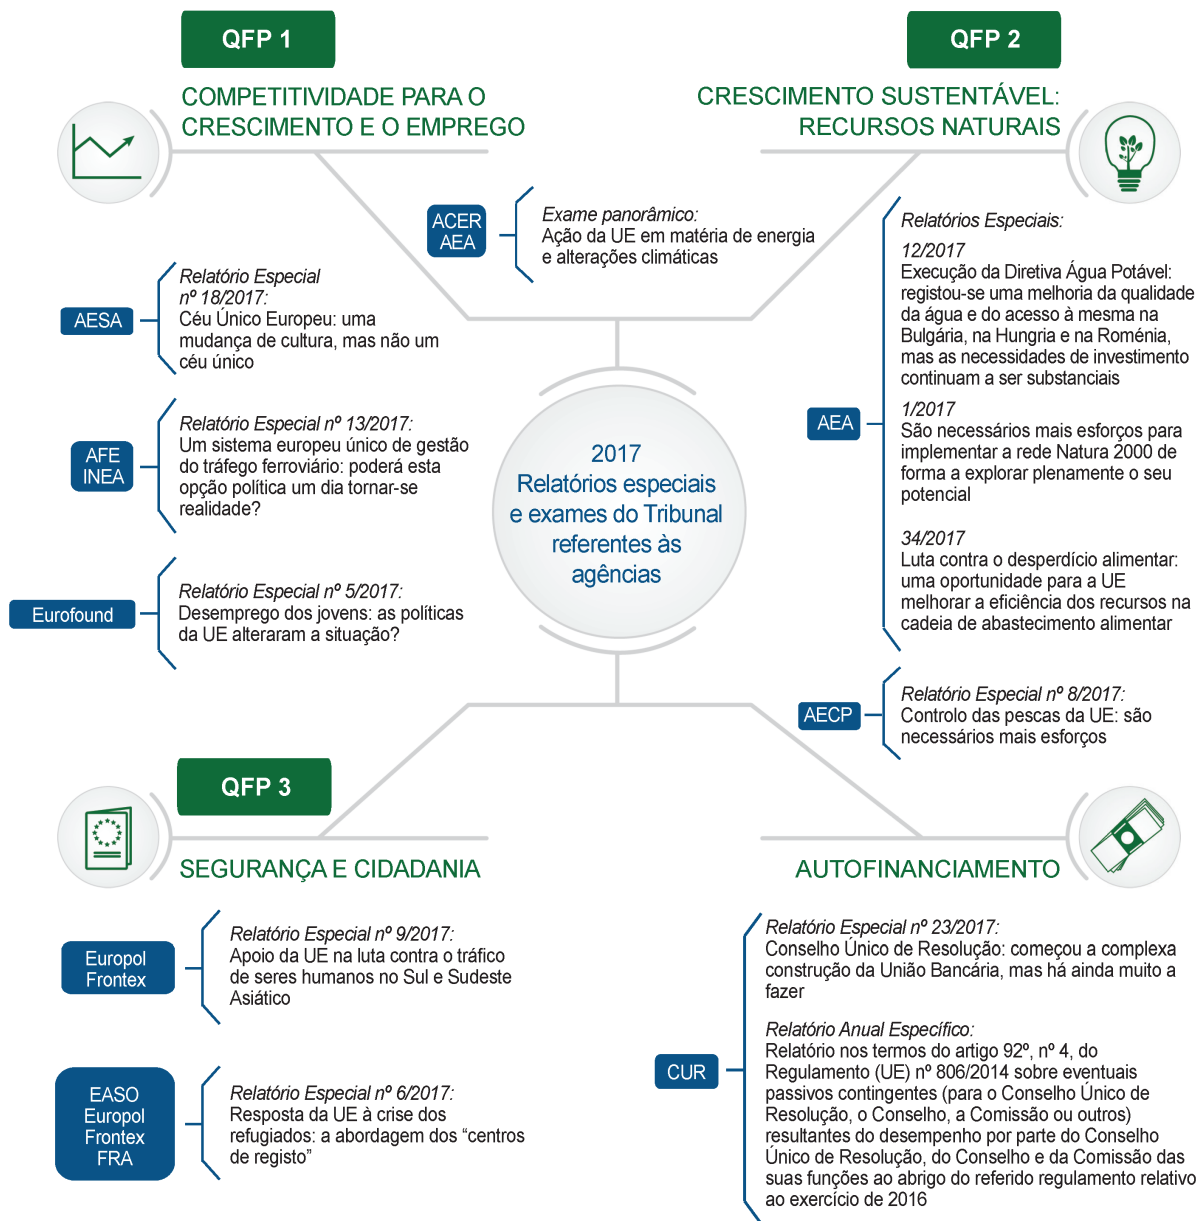 QFP 1
COMPETITIVIDADE PARA O
CRESCIMENTO E O EMPREGO
QFP 2
CRESCIMENTO SUSTENTÁVEL:
RECURSOS NATURAIS
ACER
AEA
Exame panorâmico:
Ação da UE em matéria de energia
e alterações climáticas
AESA
Relatório Especial
nº 18/2017:
Céu Único Europeu: uma
mudança de cultura, mas não um
céu único
AFE
INEA
Relatório Especial nº 13/2017:
Um sistema europeu único de gestão
do tráfego ferroviário: poderá esta
opção política um dia tornar-se
realidade?
Eurofound
Relatório Especial nº 5/2017:
Desemprego dos jovens: as políticas
da UE alteraram a situação?
2017
Relatórios especiais
e exames do Tribunal
referentes às
agências
AEA
Relatórios Especiais:
12/2017
Execução da Diretiva Água Potável:
registou-se uma melhoria da qualidade
da água e do acesso à mesma na
Bulgária, na Hungria e na Roménia,
mas as necessidades de investimento
continuam a ser substanciais
1/2017
São necessários mais esforços para
implementar a rede Natura 2000 de
forma a explorar plenamente o seu
potencial
34/2017
Luta contra o desperdício alimentar:
uma oportunidade para a UE
melhorar a eficiência dos recursos na
cadeia de abastecimento alimentar
AECP
Relatório Especial nº 8/2017:
Controlo das pescas da UE: são
necessários mais esforços
QFP 3
SEGURANÇA E CIDADANIA
Europol
Frontex
Relatório Especial nº 9/2017:
Apoio da UE na luta contra o tráfico
de seres humanos no Sul e Sudeste
Asiático
EASO
Europol
Frontex
FRA
Relatório Especial nº 6/2017:
Resposta da UE à crise dos
refugiados: a abordagem dos “centros
de registo”
AUTOFINANCIAMENTO
CUR
Relatório Especial nº 23/2017:
Conselho Único de Resolução: começou a complexa
construção da União Bancária, mas há ainda muito a
fazer
Relatório Anual Específico:
Relatório nos termos do artigo 92º, nº 4, do
Regulamento (UE) nº 806/2014 sobre eventuais
passivos contingentes (para o Conselho Único de
Resolução, o Conselho, a Comissão ou outros)
resultantes do desempenho por parte do Conselho
Único de Resolução, do Conselho e da Comissão das
suas funções ao abrigo do referido regulamento relativo
ao exercício de 2016